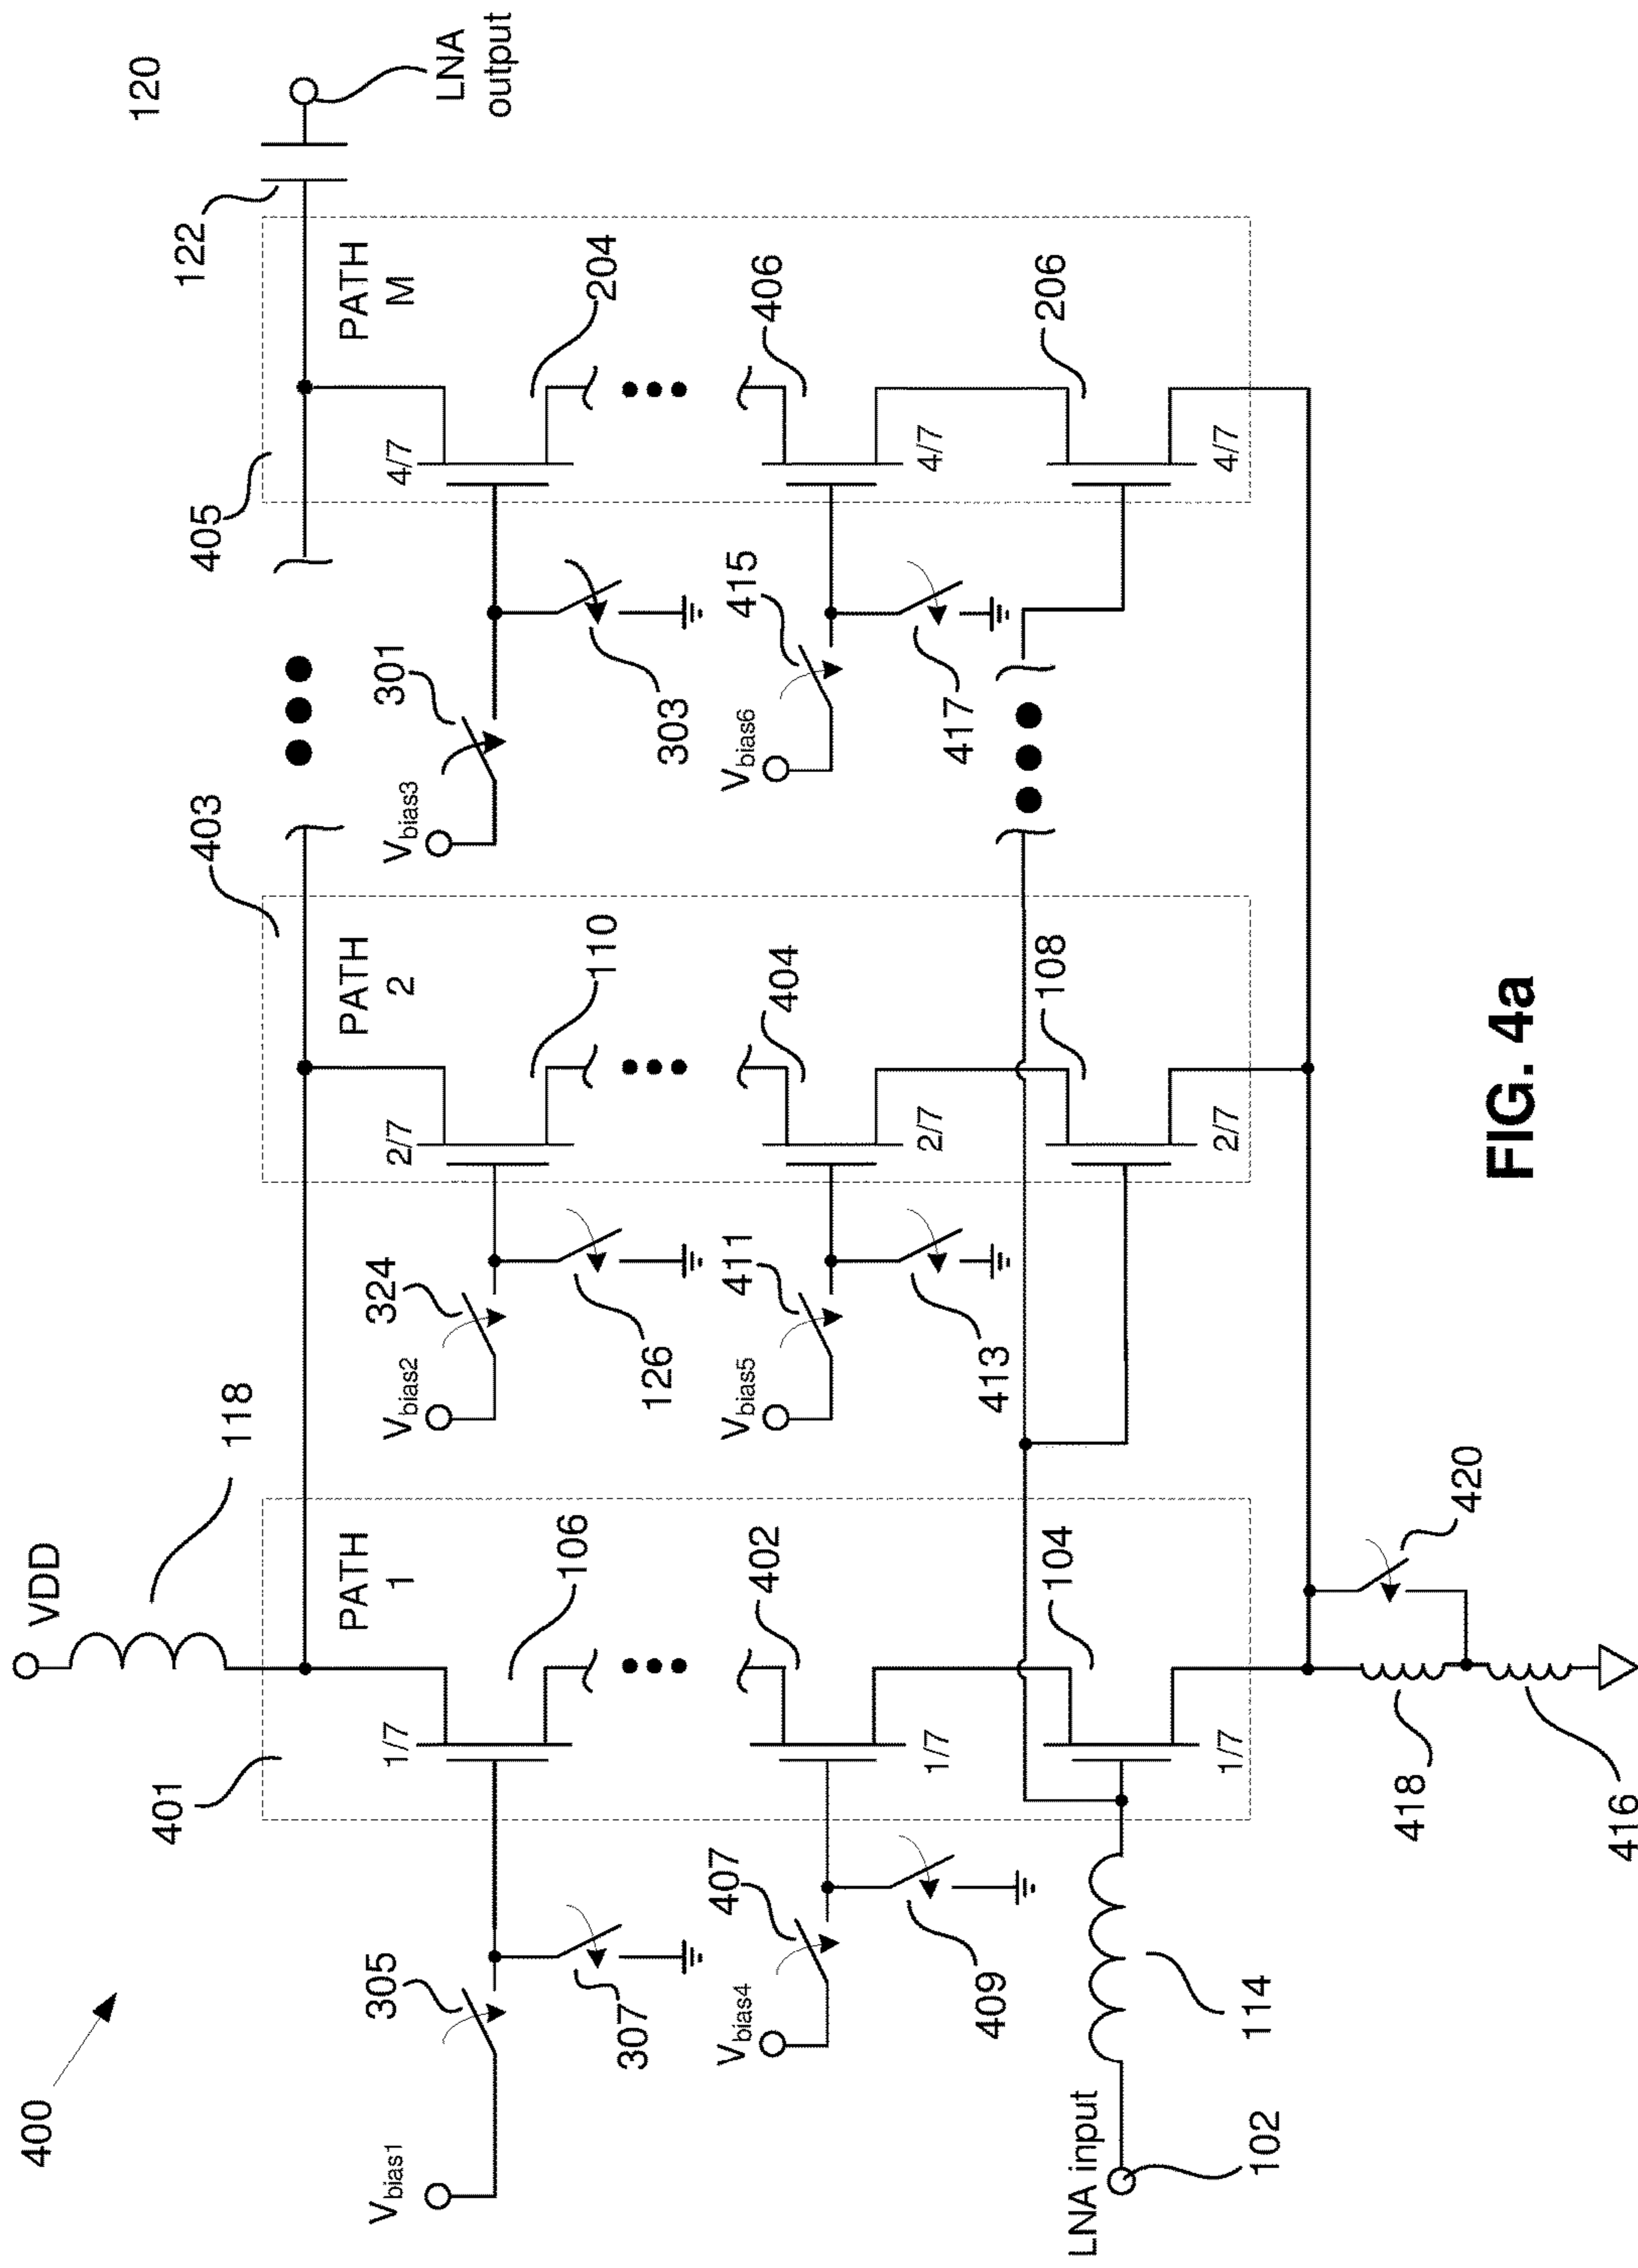 400
VDD
118
401
PATH
1
403
PATH
2
405
PATH
M
122
120
LNA
output
Vbias1
305
307
1/7
106
Vbias2
324
126
2/7
110
Vbias3
301
303
4/7
204
Vbias4
407
409
402
1/7
Vbias5
411
413
404
2/7
Vbias6
415
417
406
4/7
LNA input
102
114
104
1/7
108
2/7
206
4/7
418
416
420
FIG. 4a